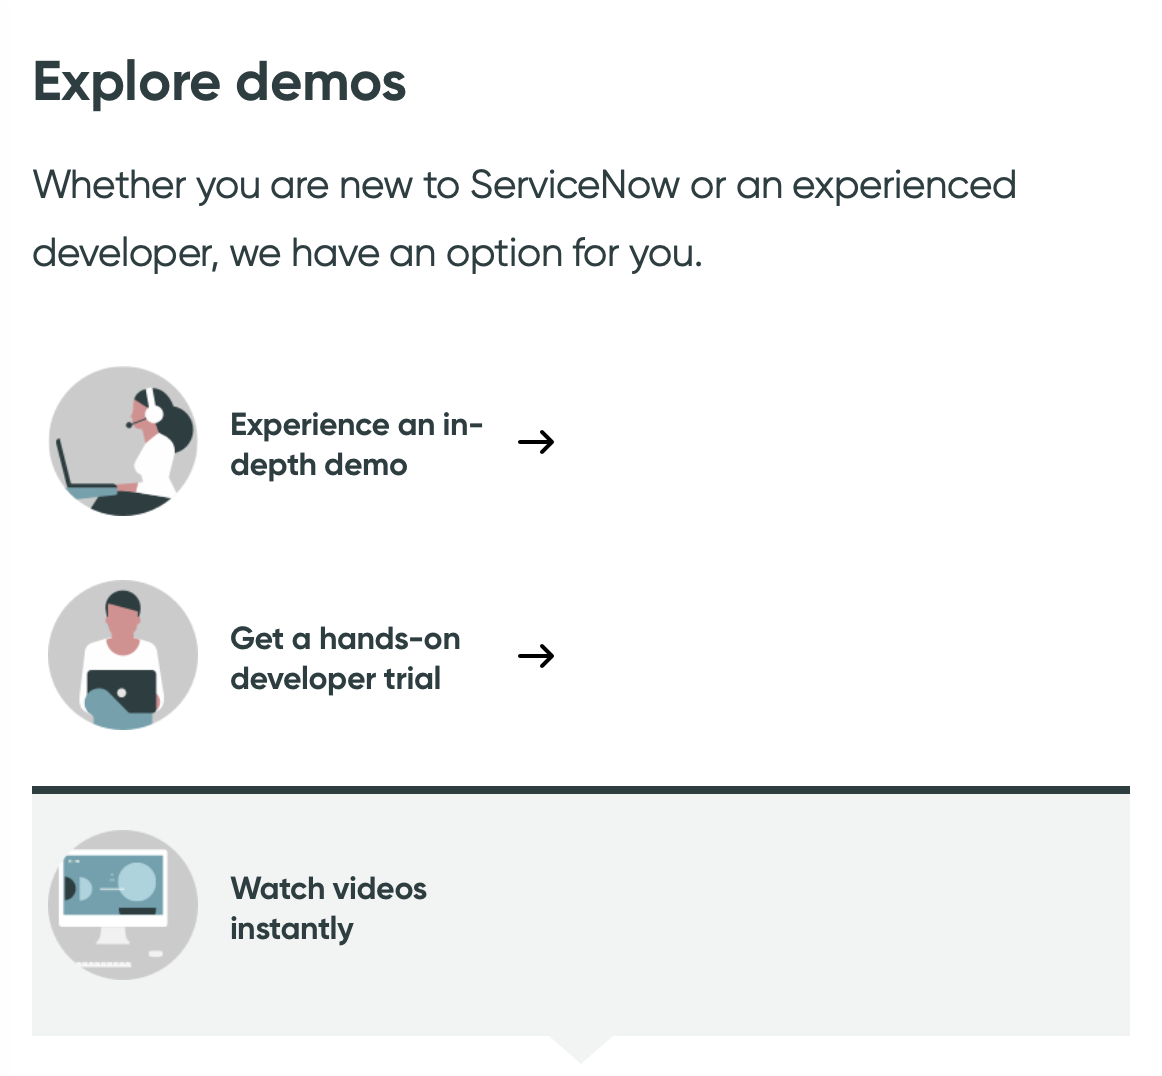 Explore demos
Whether you are new to ServiceNow or an experienced
developer, we have an option for you.
Experience an in-
depth demo
Get a hands-on
developer trial
Watch videos
instantly